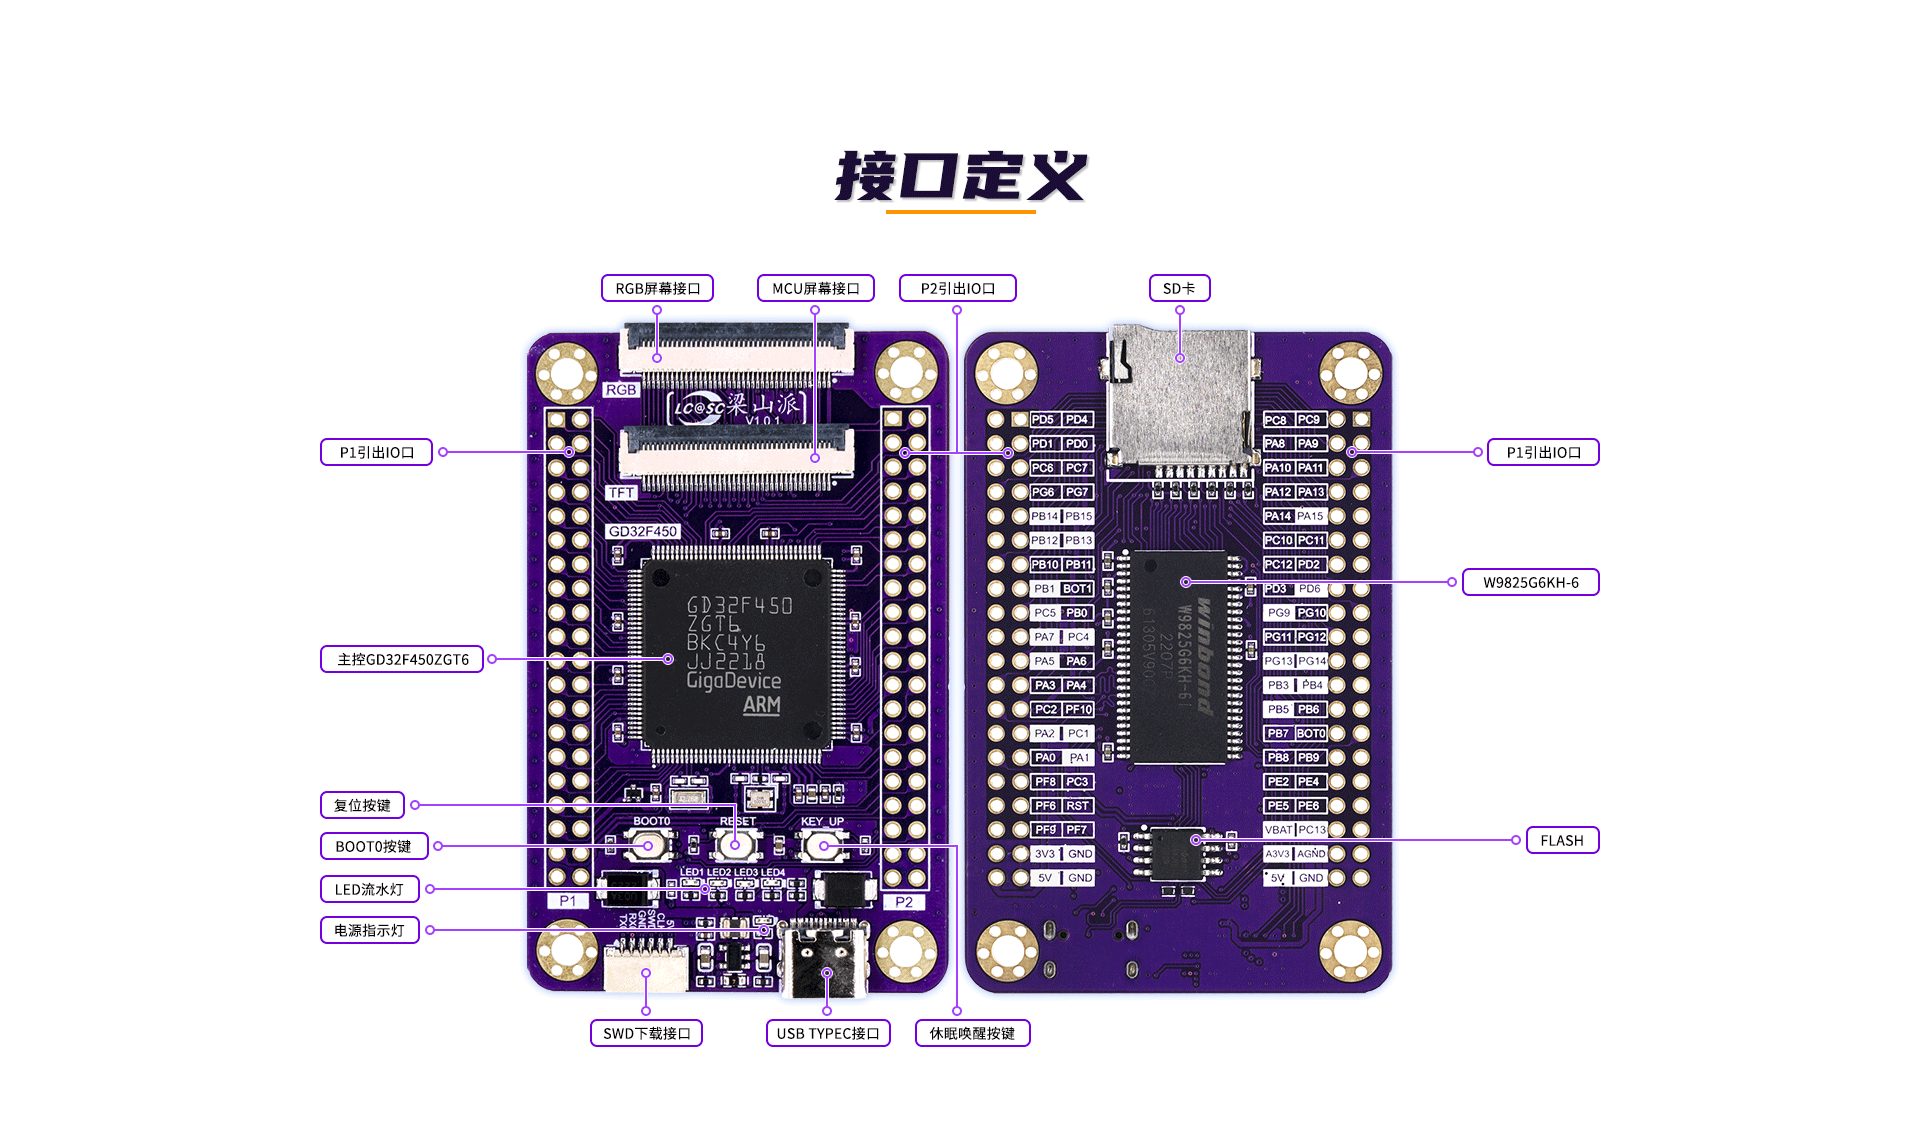 接口定义
RGB屏幕接口
MCU屏幕接口
P2引出IO口
SD卡
P1引出IO口
主控GD32F450ZGT6
复位按键
BOOT0按键
LED流水灯
电源指示灯
SWD下载接口
USB TYPEC接口
休眠唤醒按键
P1引出IO口
W9825G6KH-6
FLASH
RGB
LC@SC 梁山派
V1.0.1
TFT
GD32F450
GD32F450
ZGT6
BKC4Y6
JJ2218
GigaDevice
ARM
BOOT0 RESET KEY_UP
LED1 LED2 LED3 LED4
P1
P2
TX
RX
GND
SWD
CLK
5V
PD5 PD4
PD1 PD0
PC6 PC7
PG6 PG7
PB14 PB15
PB12 PB13
PB10 PB11
PB1 BOT1
PC5 PB0
PA7 PC4
PA5 PA6
PA3 PA4
PC2 PF10
PA2 PC1
PA0 PA1
PF8 PC3
PF6 RST
PF9 PF7
3V3 GND
5V GND
winbond
W9825G6KH-6I
2207P
PC8 PC9
PA8 PA9
PA10 PA11
PA12 PA13
PA14 PA15
PC10 PC11
PC12 PD2
PD3 PD6
PG9 PG10
PG11 PG12
PG13 PG14
PB3 PB4
PB5 PB6
PB7 BOT0
PB8 PB9
PE2 PE4
PE5 PE6
VBAT PC13
A3V3 AGND
5V GND